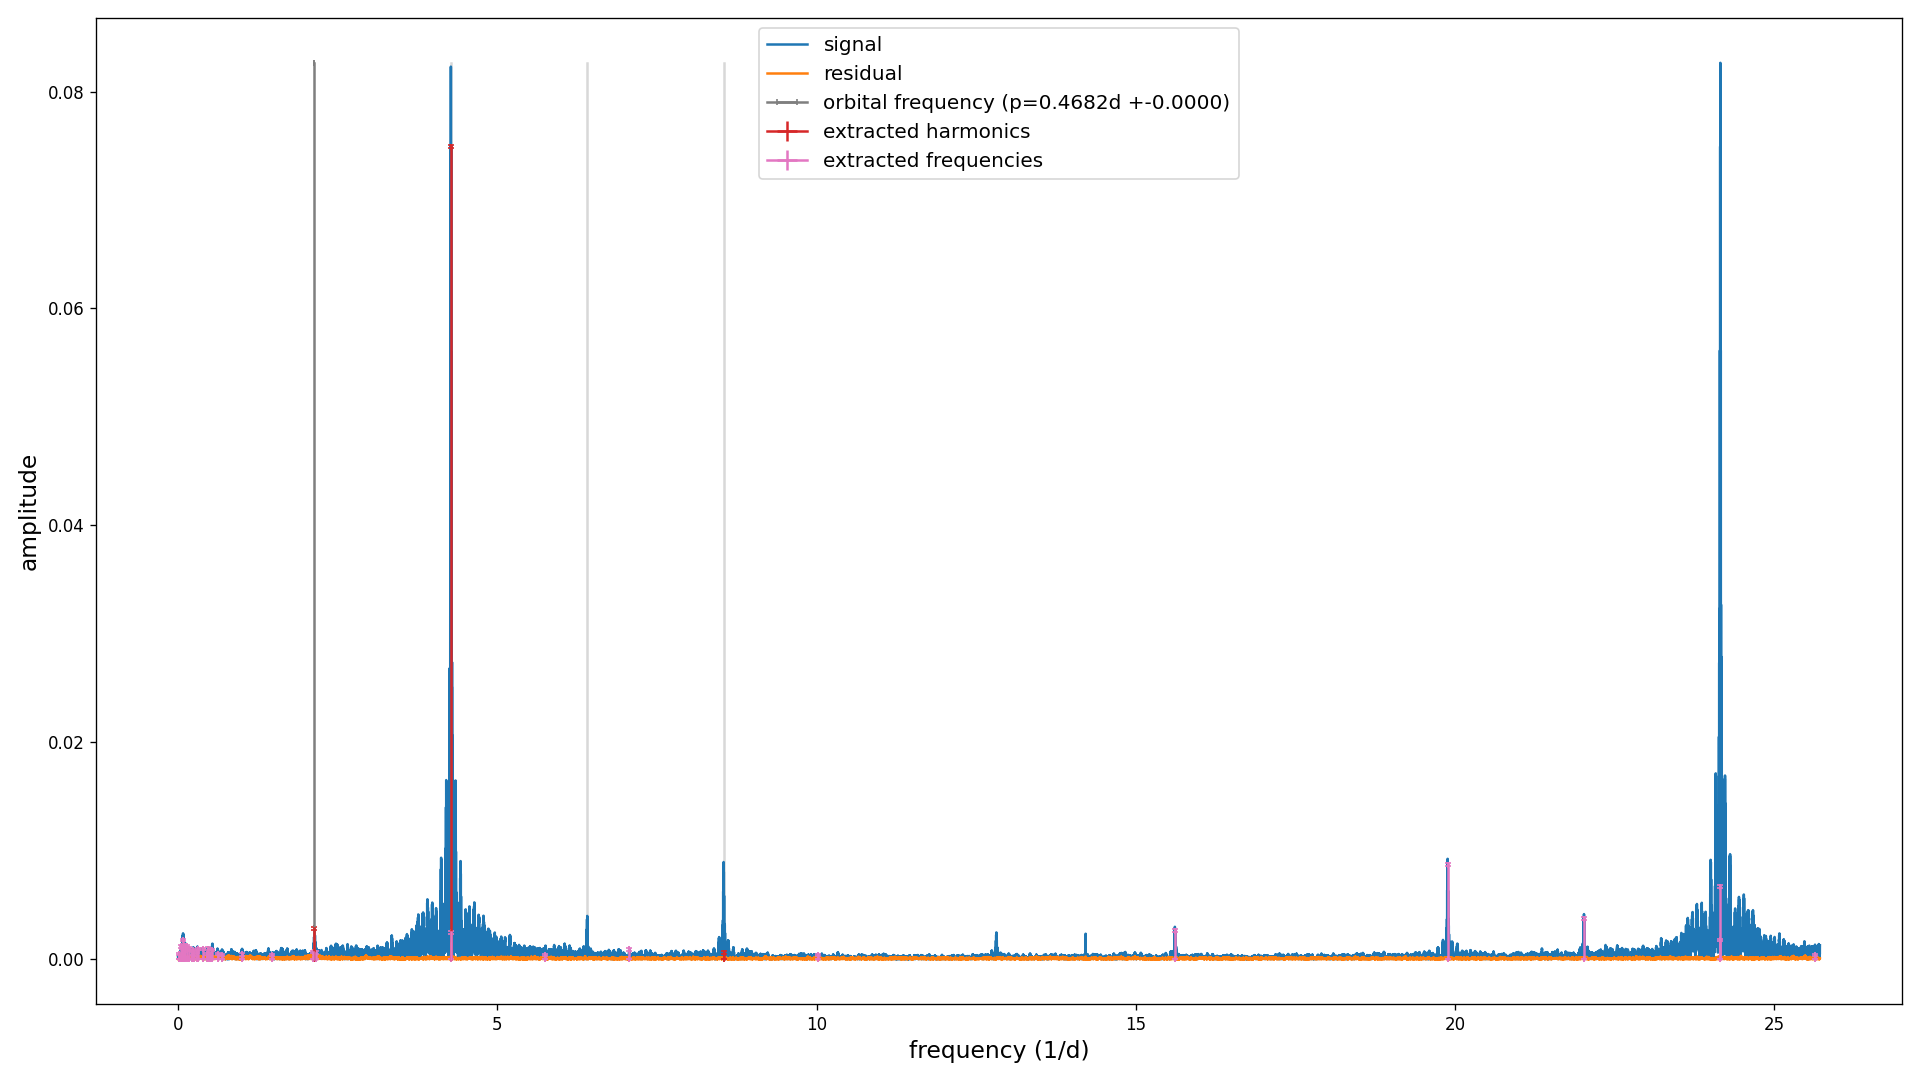 signal
residual
orbital frequency (p=0.4682d +-0.0000)
extracted harmonics
extracted frequencies
0.08
0.06
0.04
0.02
0.00
amplitude
0 5 10 15 20 25
frequency (1/d)